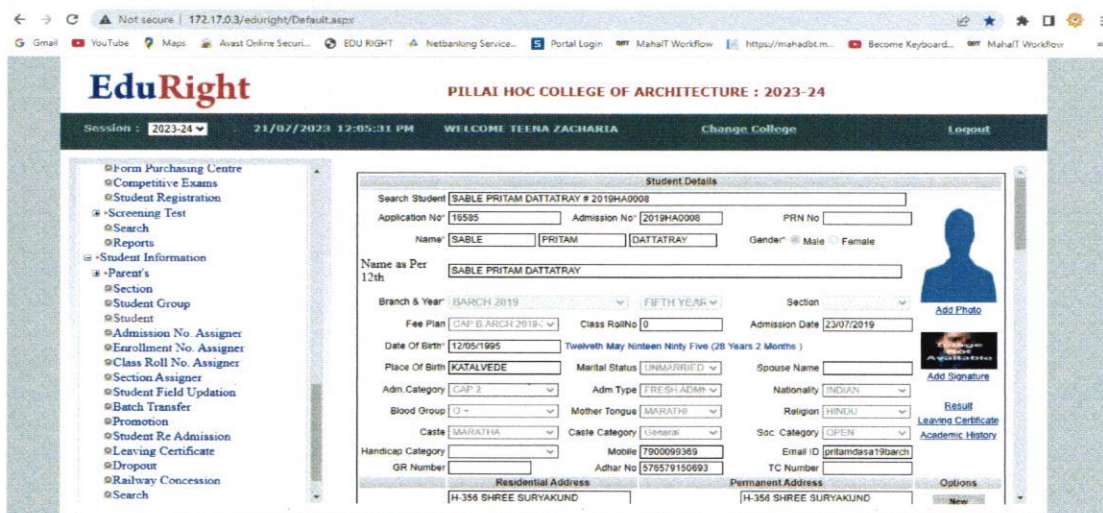 Not secure | 172.17.0.3/eduright/Default.aspx
Gmail YouTube Maps Avast Online Securi... EDU RIGHT Netbanking Service... Portal Login MahaIT Workflow https://mahadbt.m... Become Keyboard... MahaIT Workflow
EduRight PILLAI HOC COLLEGE OF ARCHITECTURE : 2023-24
Session : 2023-24 21/07/2023 12:05:31 PM WELCOME TEENA ZACHARIA Change College Logout
Form Purchasing Centre
Competitive Exams
Student Registration
Screening Test
Search
Reports
Student Information
Parent's
Section
Student Group
Student
Admission No. Assigner
Enrollment No. Assigner
Class Roll No. Assigner
Section Assigner
Student Field Updation
Batch Transfer
Promotion
Student Re Admission
Leaving Certificate
Dropout
Railway Concession
Search
Student Details
Search Student SABLE PRITAM DATTATRAY # 2019HA0008
Application No* 16585 Admission No* 2019HA0008 PRN No
Name* SABLE PRITAM DATTATRAY Gender* Male Female
Name as Per 12th SABLE PRITAM DATTATRAY
Branch & Year* BARCH 2019 FIFTH YEAR Section
Add Photo
Fee Plan CAP B.ARCH 2019-2 Class RollNo 0 Admission Date 23/07/2019
Date Of Birth* 12/05/1995 Twelveth May Ninteen Ninty Five (28 Years 2 Months )
Image Not Available
Place Of Birth KATALVEDE Marital Status UNMARRIED Spouse Name
Add Signature
Adm.Category CAP 2 Adm Type FRESH ADMI Nationality INDIAN
Blood Group O + Mother Tongue MARATHI Religion HINDU
Result
Leaving Certificate
Caste MARATHA Caste Category General Soc. Category OPEN
Academic History
Handicap Category Mobile 7900099369 Email ID pritamdasa19barch
GR Number Adhar No 576579150693 TC Number
Residential Address Permanent Address Options
H-356 SHREE SURYAKUND H-356 SHREE SURYAKUND New